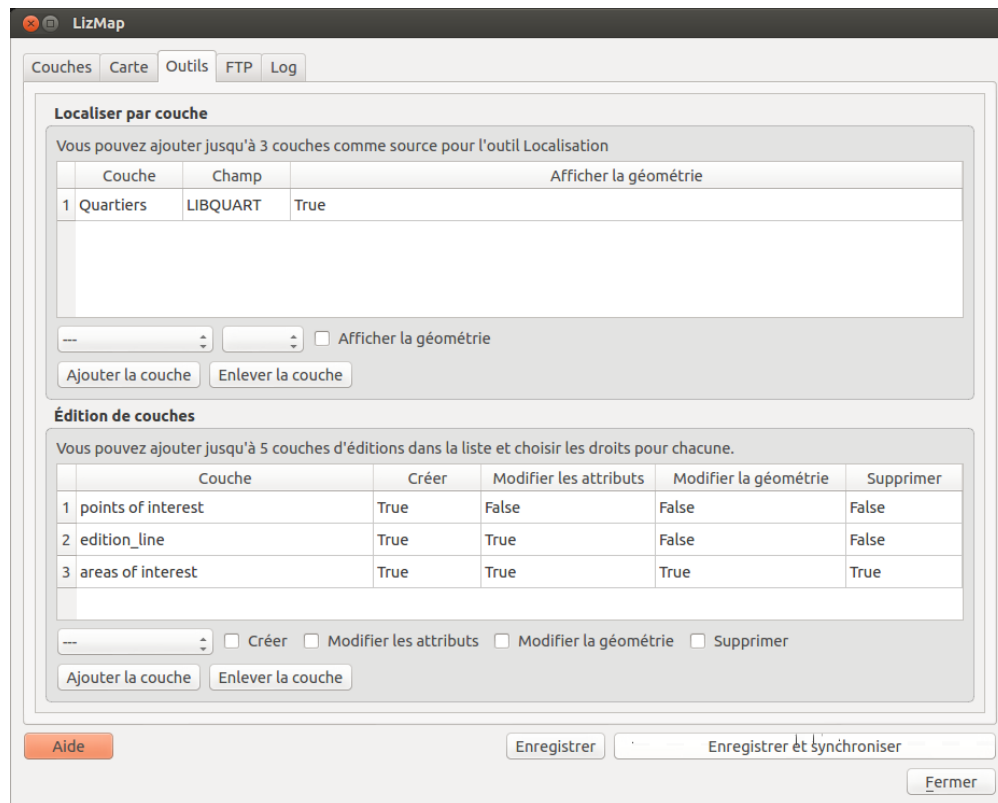 LizMap
Couches Carte Outils FTP Log
Localiser par couche
Vous pouvez ajouter jusqu'à 3 couches comme source pour l'outil Localisation
Couche Champ Afficher la géométrie
1 Quartiers LIBQUART True
--- Afficher la géométrie
Ajouter la couche Enlever la couche
Édition de couches
Vous pouvez ajouter jusqu'à 5 couches d'éditions dans la liste et choisir les droits pour chacune.
Couche Créer Modifier les attributs Modifier la géométrie Supprimer
1 points of interest True False False False
2 edition_line True True False False
3 areas of interest True True True True
--- Créer Modifier les attributs Modifier la géométrie Supprimer
Ajouter la couche Enlever la couche
Aide Enregistrer Enregistrer et synchroniser
Fermer